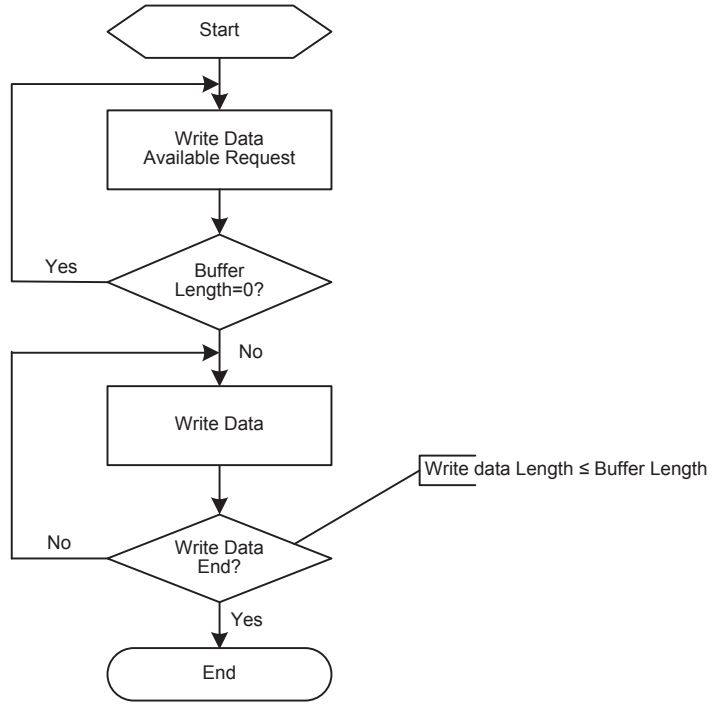 Start
Write Data
Available Request
Yes
Buffer
Length=0?
No
Write Data
Write data Length ≤ Buffer Length
No
Write Data
End?
Yes
End